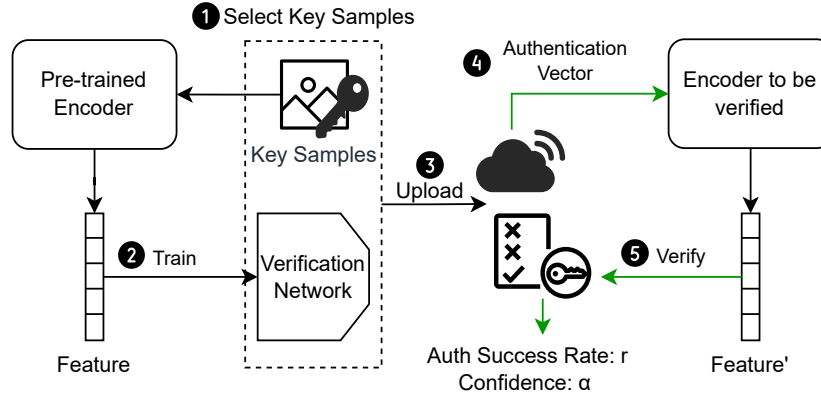 1 Select Key Samples
Pre-trained
Encoder
Key Samples
2 Train
Verification
Network
Feature
3
Upload
4 Authentication
Vector
Encoder to be
verified
5 Verify
Feature'
Auth Success Rate: r
Confidence: α